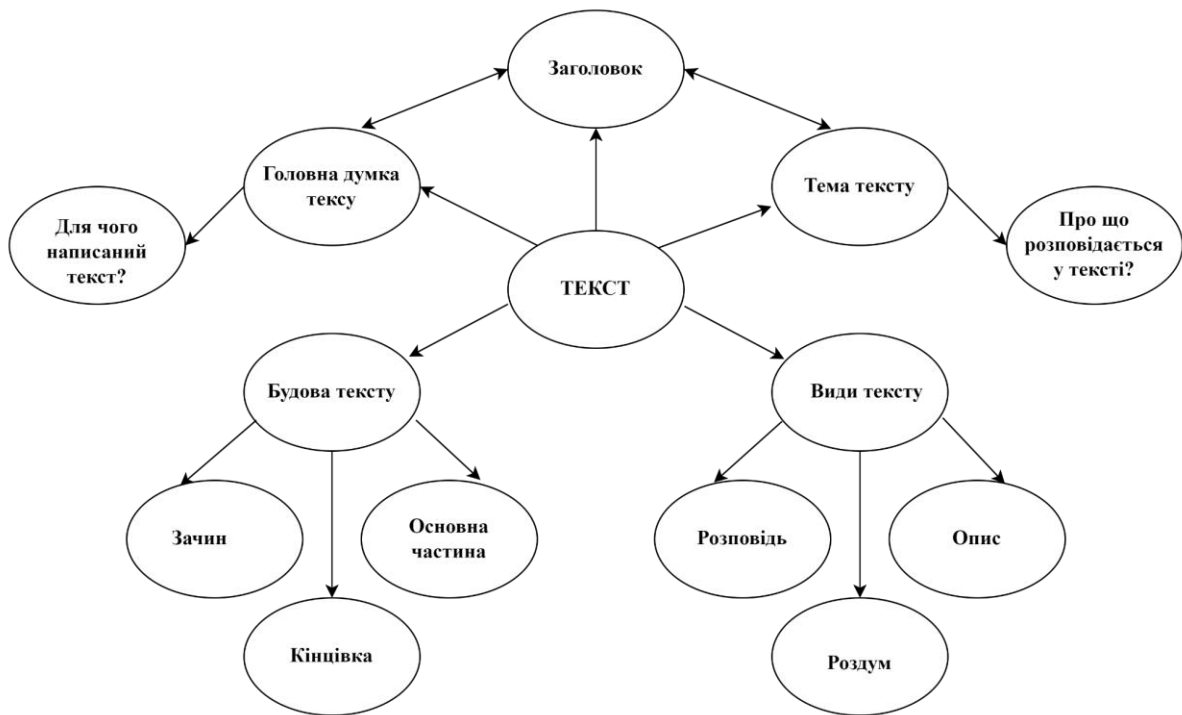 Заголовок
Головна думка
тексу
Тема тексту
Для чого
написаний
текст?
Про що
розповідається
у тексті?
ТЕКСТ
Будова тексту
Види тексту
Зачин
Основна
частина
Розповідь
Опис
Кінцівка
Роздум